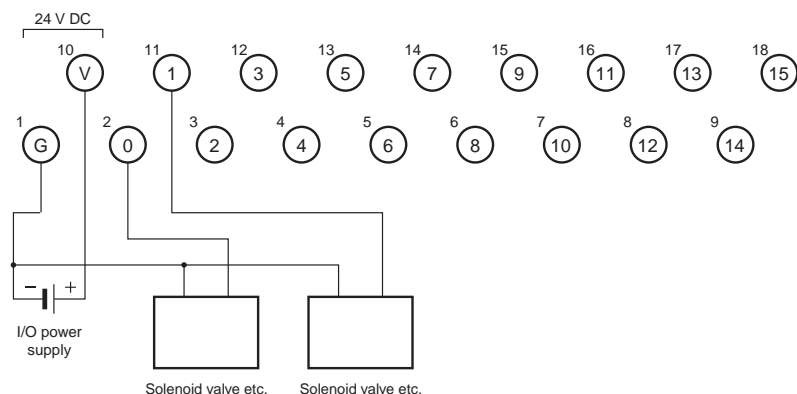 24 V DC
10 11 12 13 14 15 16 17 18
V 1 3 5 7 9 11 13 15
1 2 3 4 5 6 7 8 9
G 0 2 4 6 8 10 12 14
− +
I/O power
supply
Solenoid valve etc. Solenoid valve etc.